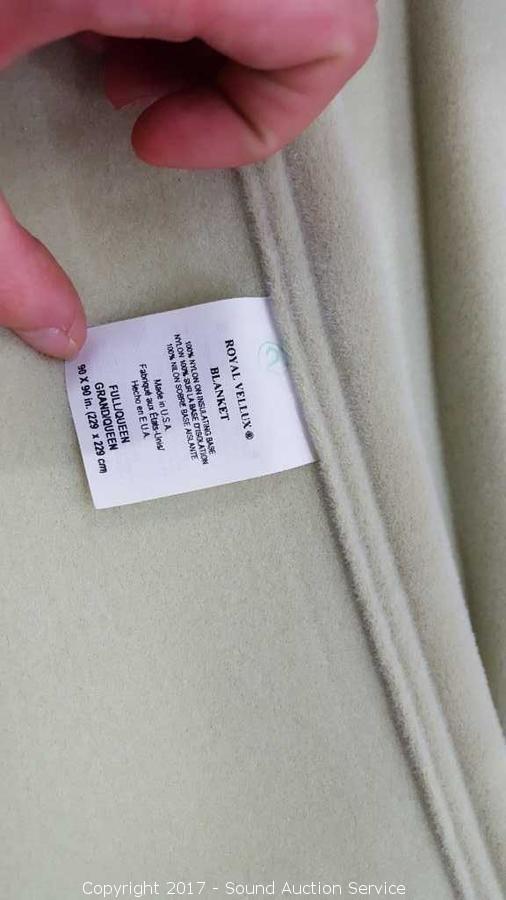 ROYAL VELLUX ®
BLANKET
100% NYLON ON INSULATING BASE
NYLON 100% SUR LA BASE D'ISOLATION
100% NILON SOBRE BASE AISLANTE
Made in U.S.A.
Fabriqué aux États-Unis/
Hecho en E.U.A.
FULL/QUEEN
GRAND/QUEEN
90 X 90 in. (229 x 229 cm)
Copyright 2017 - Sound Auction Service